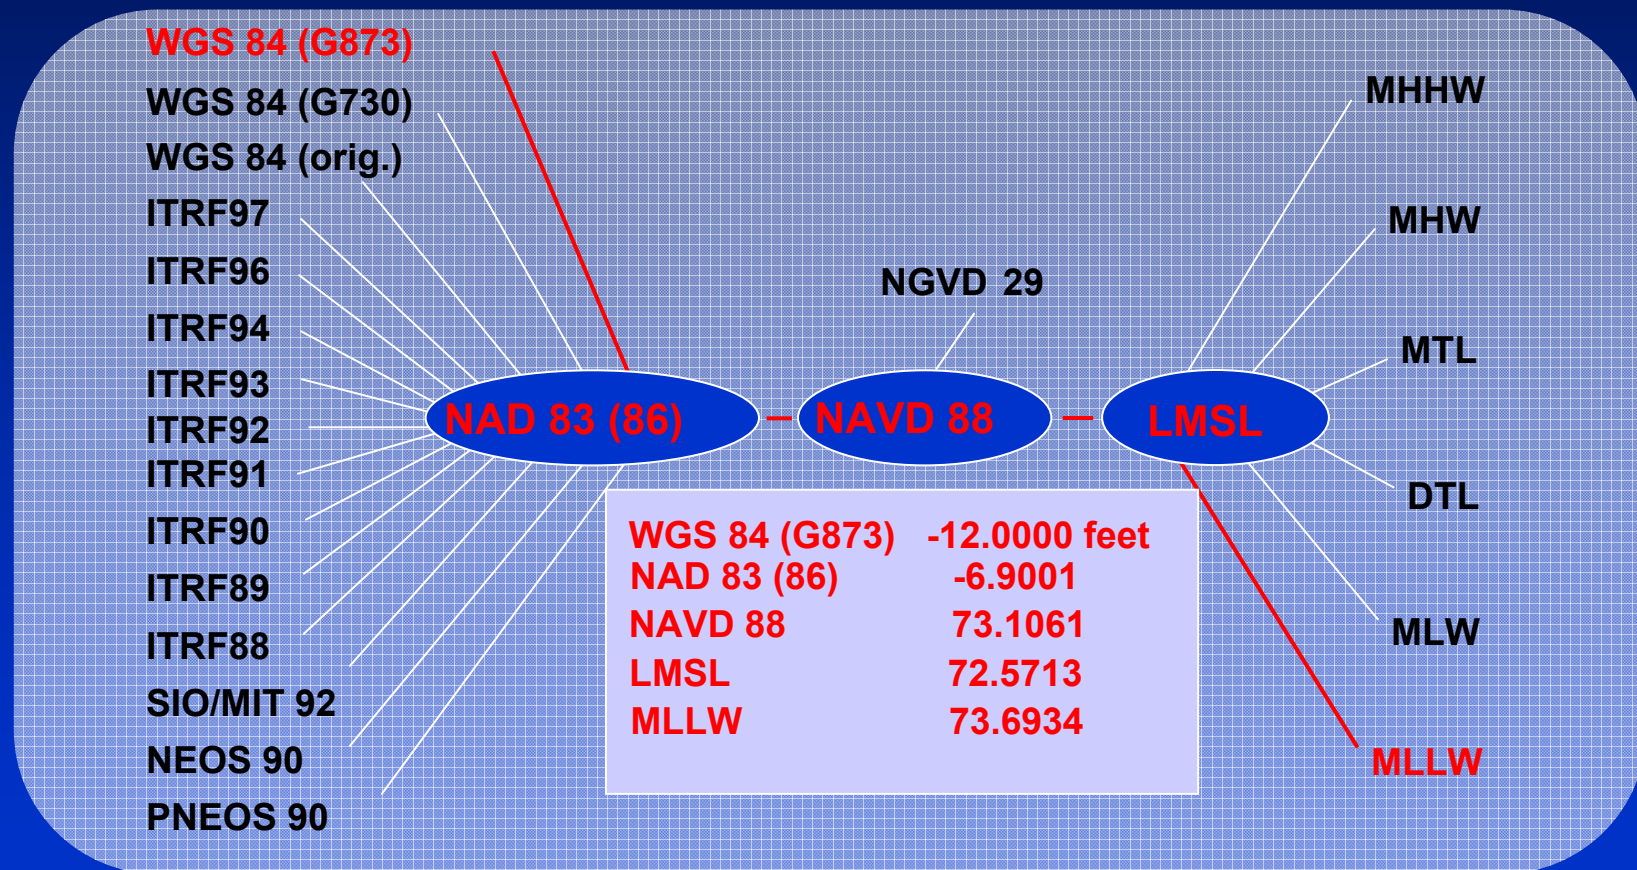 WGS 84 (G873)
WGS 84 (G730)
WGS 84 (orig.)
ITRF97
ITRF96
ITRF94
ITRF93
ITRF92
ITRF91
ITRF90
ITRF89
ITRF88
SIO/MIT 92
NEOS 90
PNEOS 90
NAD 83 (86)
NGVD 29
NAVD 88
LMSL
MHHW
MHW
MTL
DTL
MLW
MLLW
WGS 84 (G873) -12.0000 feet
NAD 83 (86) -6.9001
NAVD 88 73.1061
LMSL 72.5713
MLLW 73.6934